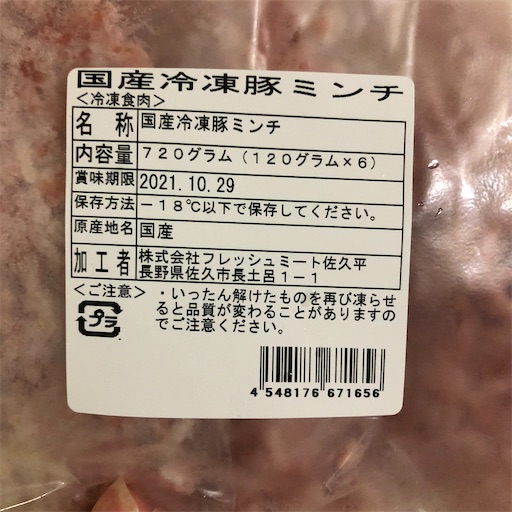 国産冷凍豚ミンチ
<冷凍食肉>
名 称 国産冷凍豚ミンチ
内容量 720グラム(120グラム×6)
賞味期限 2021.10.29
保存方法 -18℃以下で保存してください。
原産地名 国産
加工者 株式会社フレッシュミート佐久平
長野県佐久市長土呂1-1
<ご注意> ・いったん解けたものを再び凍らせ
ると品質が変わることがありますの
でご注意ください。
プラ
4 548176 671656